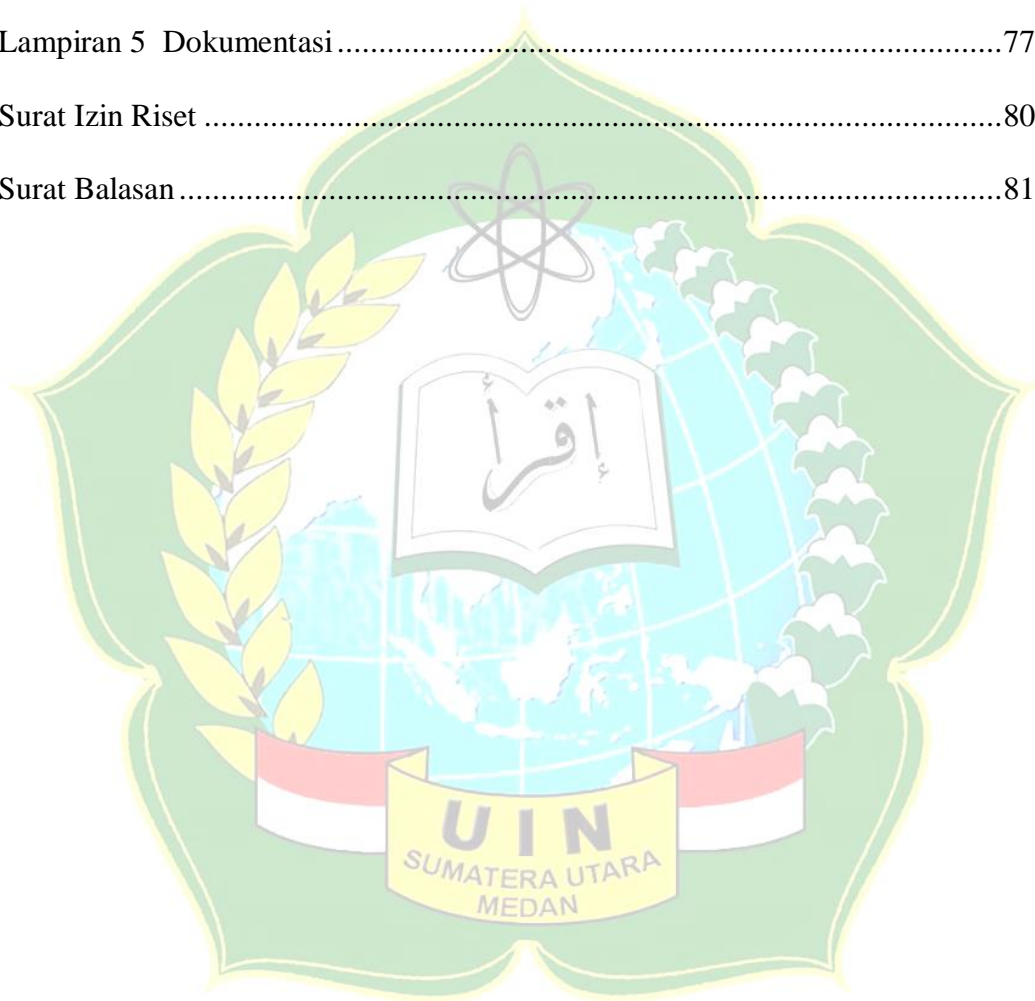 Lampiran 5 Dokumentasi........................................................................77
Surat Izin Riset........................................................................................80
Surat Balasan...........................................................................................81
إقرأ
UIN
SUMATERA UTARA
MEDAN